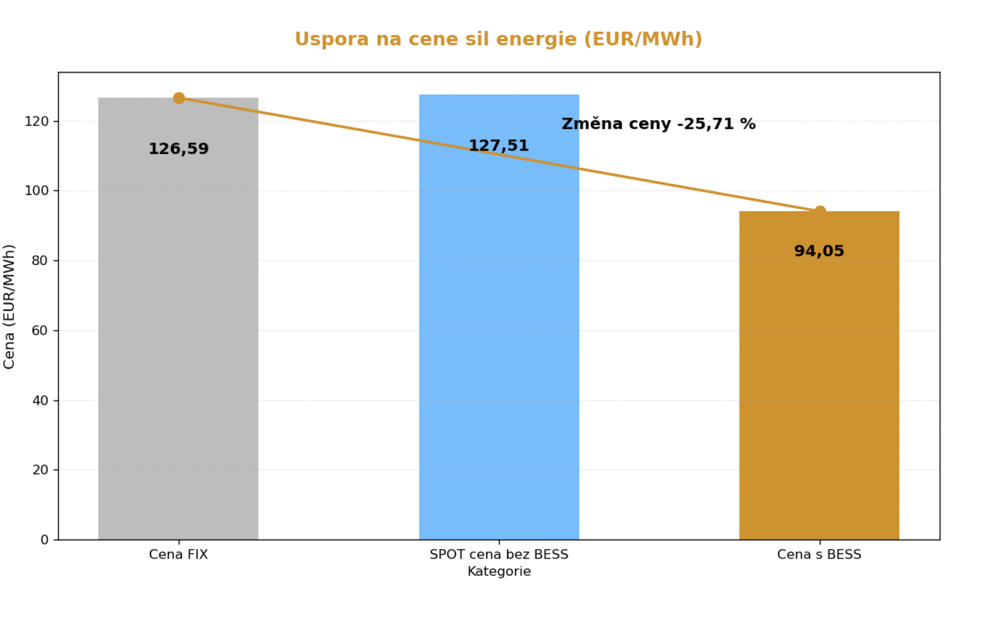 Uspora na cene sil energie (EUR/MWh)
Cena (EUR/MWh)
120
100
80
60
40
20
0
126,59
127,51
Změna ceny -25,71 %
94,05
Cena FIX
SPOT cena bez BESS
Cena s BESS
Kategorie